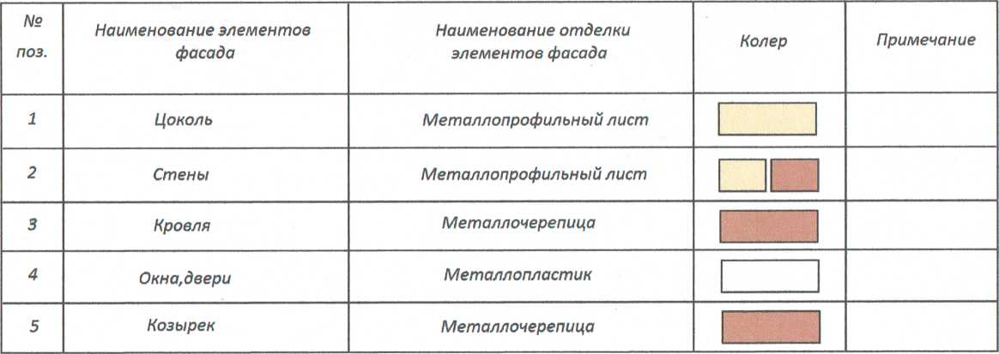 № поз. Наименование элементов фасада Наименование отделки элементов фасада Колер Примечание
1 Цоколь Металлопрофильный лист
2 Стены Металлопрофильный лист
3 Кровля Металлочерепица
4 Окна,двери Металлопластик
5 Козырек Металлочерепица